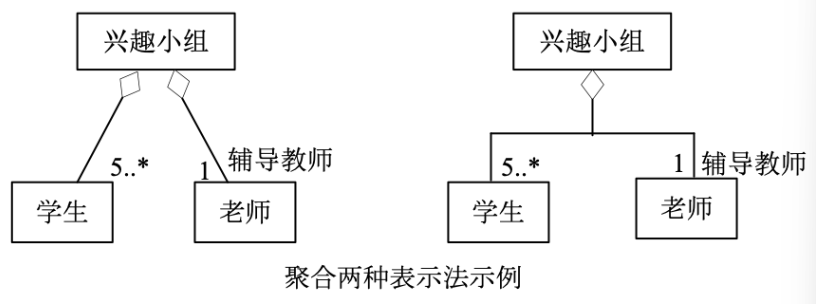 兴趣小组
兴趣小组
5..*
1
辅导教师
5..*
1
辅导教师
学生
老师
学生
老师
聚合两种表示法示例